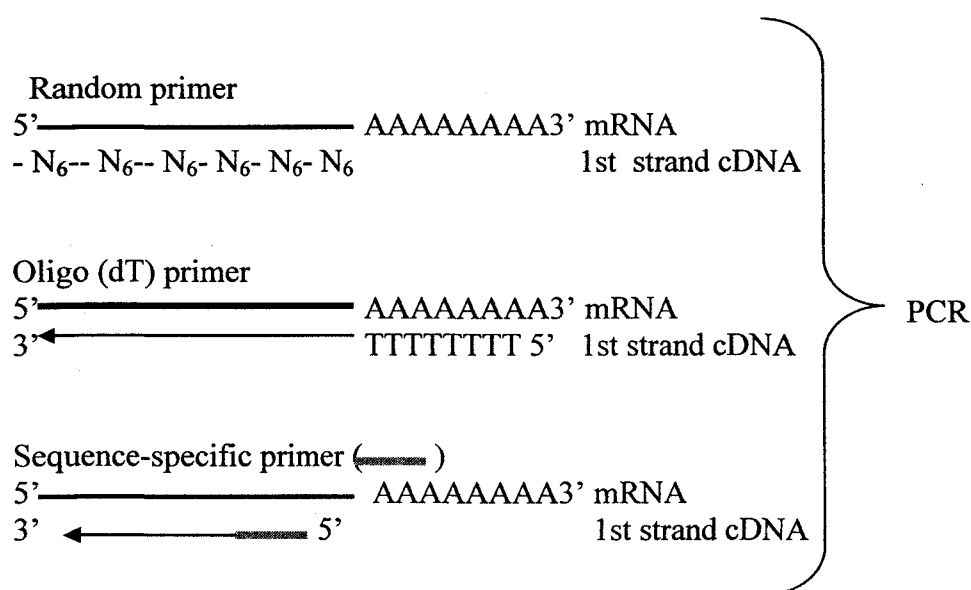 Random primer
5’ AAAAAAAA3’ mRNA
- N₆-- N₆-- N₆- N₆- N₆- N₆ 1st strand cDNA
Oligo (dT) primer
5’ AAAAAAAA3’ mRNA
3’ TTTTTTTT 5’ 1st strand cDNA
PCR
Sequence-specific primer ( )
5’ AAAAAAAA3’ mRNA
3’ 5’ 1st strand cDNA